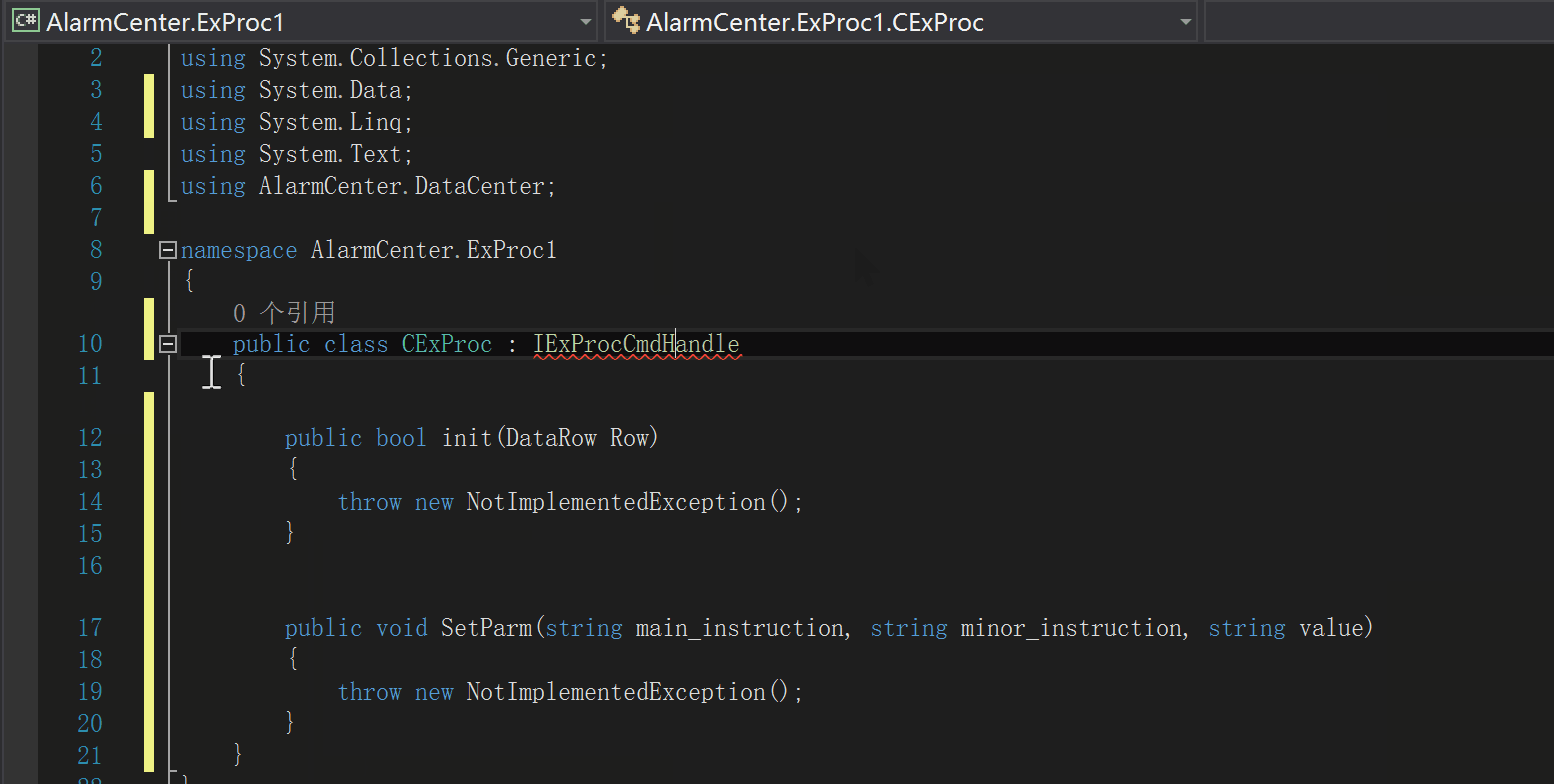 C# AlarmCenter.ExProc1 AlarmCenter.ExProc1.CExProc
2 using System.Collections.Generic;
3 using System.Data;
4 using System.Linq;
5 using System.Text;
6 using AlarmCenter.DataCenter;
7
8 namespace AlarmCenter.ExProc1
9 {
0 个引用
10 public class CExProc : IExProcCmdHandle
11 {
12 public bool init(DataRow Row)
13 {
14 throw new NotImplementedException();
15 }
16
17 public void SetParm(string main_instruction, string minor_instruction, string value)
18 {
19 throw new NotImplementedException();
20 }
21 }
22 }